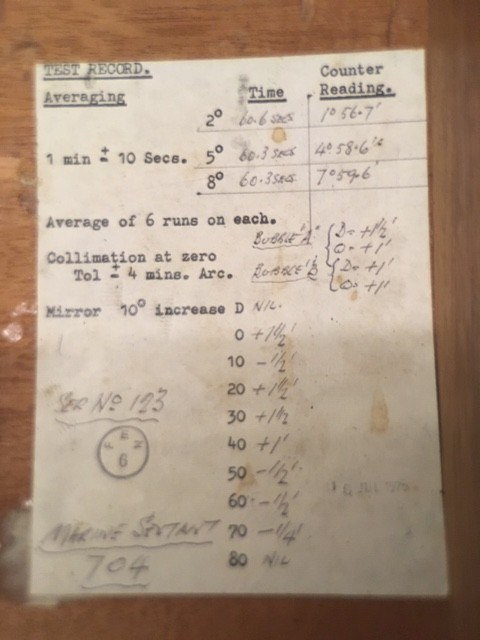 TEST RECORD.
Counter
Averaging Time Reading.
2° 60.6 secs 1° 56.7'
1 min ± 10 Secs. 5° 60.3 secs 4° 58.6'
8° 60.3 secs 7° 59.6'
Average of 6 runs on each.
BUBBLE 'A' D= +1½'
O= +1'
Collimation at zero
Tol ± 4 mins. Arc. BUBBLE 'B' D= +1'
O= +1'
Mirror 10° increase D NIL.
0 +1½'
10 -½'
20 +1½'
30 +1½
40 +1'
50 -½'
60 -½'
70 -¼'
80 NIL
SER No 123
6
MARINE SEXTANT
704